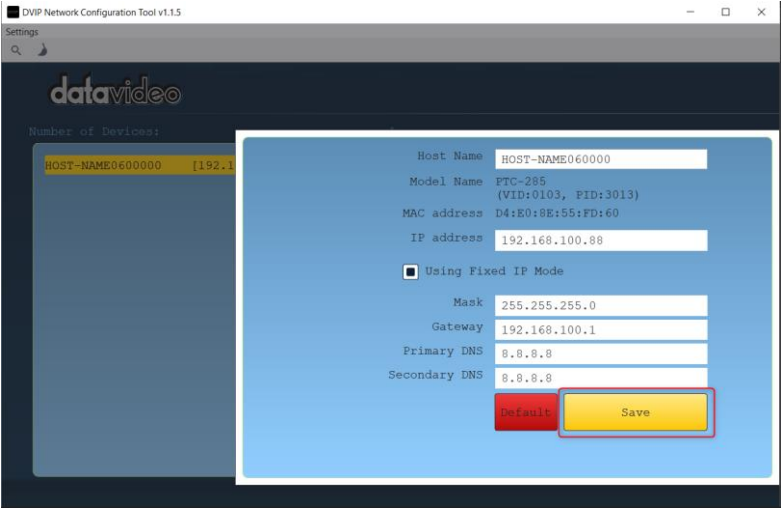 DVIP Network Configuration Tool v1.1.5
Settings
datavideo
Number of Devices:
HOST-NAME0600000 [192.1
Host Name HOST-NAME060000
Model Name PTC-285
(VID:0103, PID:3013)
MAC address D4:E0:8E:55:FD:60
IP address 192.168.100.88
Using Fixed IP Mode
Mask 255.255.255.0
Gateway 192.168.100.1
Primary DNS 8.8.8.8
Secondary DNS 8.8.8.8
Default Save